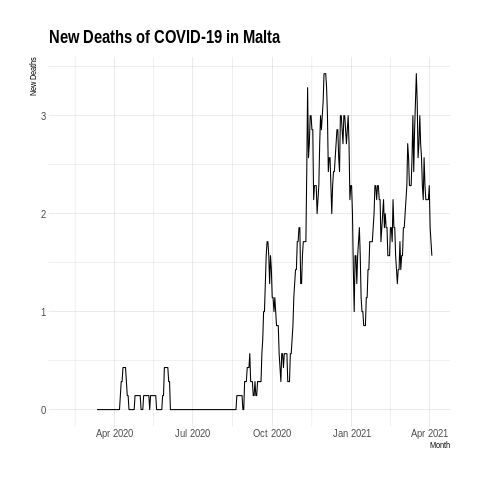 New Deaths of COVID-19 in Malta
New Deaths
3
2
1
0
Apr 2020 Jul 2020 Oct 2020 Jan 2021 Apr 2021
Month